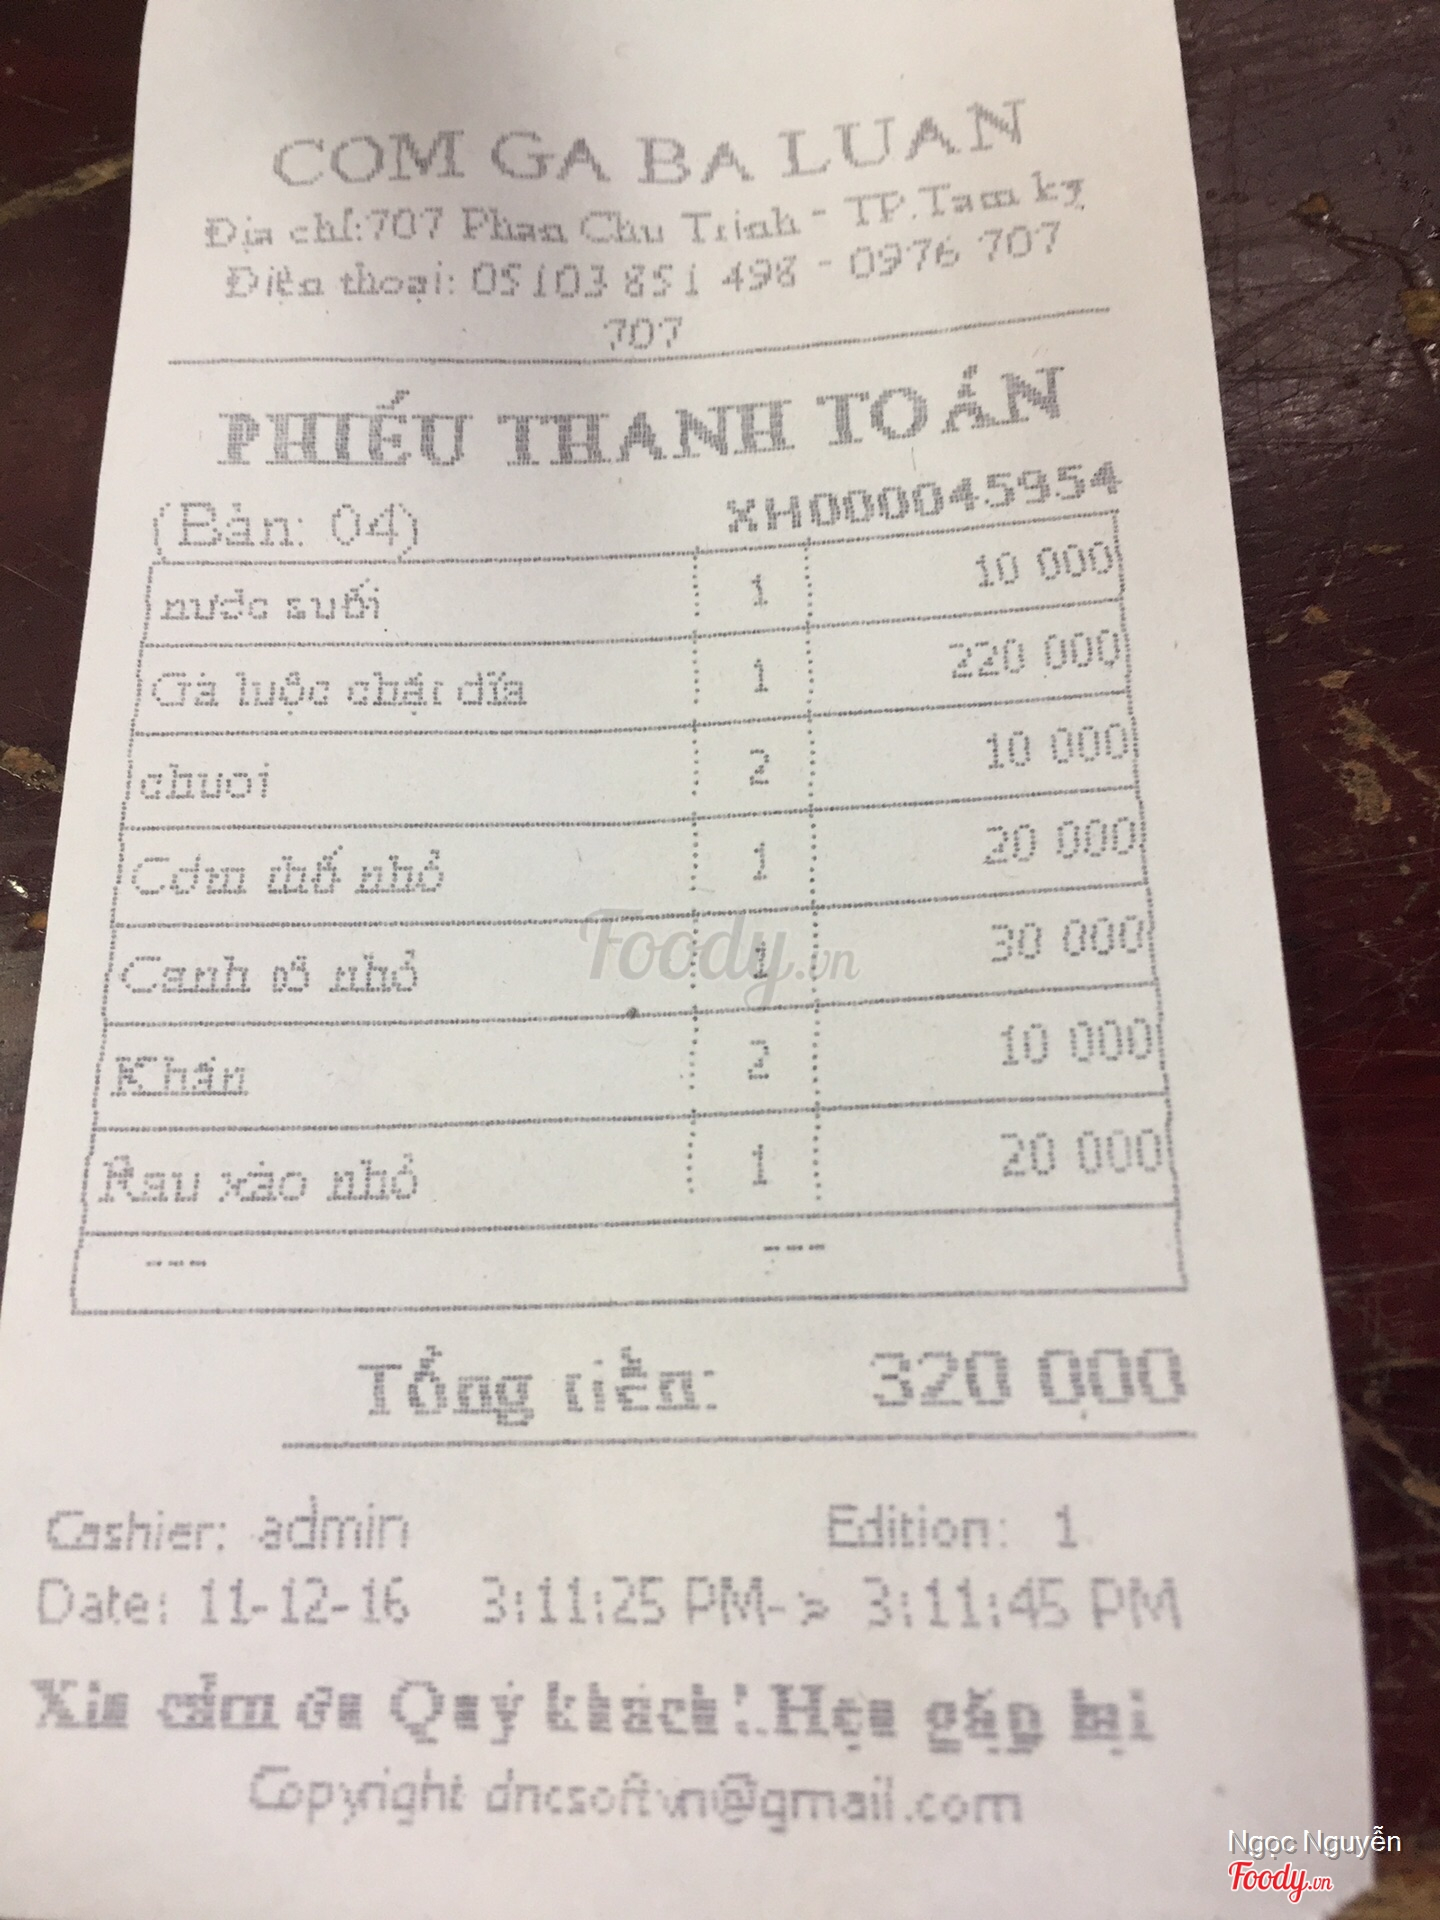 COM GA BA LUAN
Địa chỉ:707 Phan Chu Trinh - TP.Tam kỳ
Điện thoại: 05103 851 498 - 0976 707
707
PHIẾU THANH TOÁN
(Bàn: 04) XH0000045954
nước suối 1 10 000
Gà luộc chặt dĩa 1 220 000
chuoi 2 10 000
Cơm thố nhỏ 1 20 000
Canh nhỏ 1 30 000
Khăn 2 10 000
Rau xào nhỏ 1 20 000
--- ---
Tổng tiền: 320 000
Cashier: admin Edition: 1
Date: 11-12-16 3:11:25 PM-> 3:11:45 PM
Xin cảm ơn Quý khách!.Hẹn gặp lại
Copyright dncsoftvn@gmail.com
Foody.vn
Ngọc Nguyễn
Foody.vn